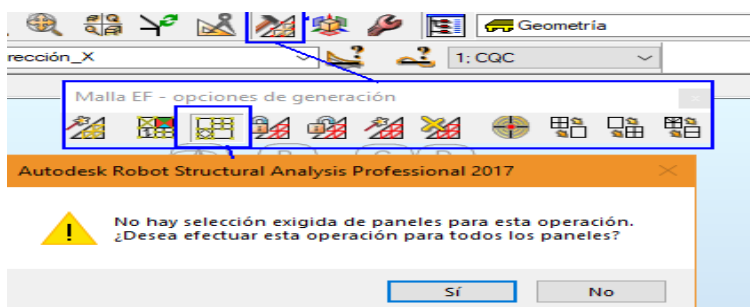 Geometría
rección_X
1; CQC
Malla EF - opciones de generación
Autodesk Robot Structural Analysis Professional 2017
No hay selección exigida de paneles para esta operación.
¿Desea efectuar esta operación para todos los paneles?
Sí
No